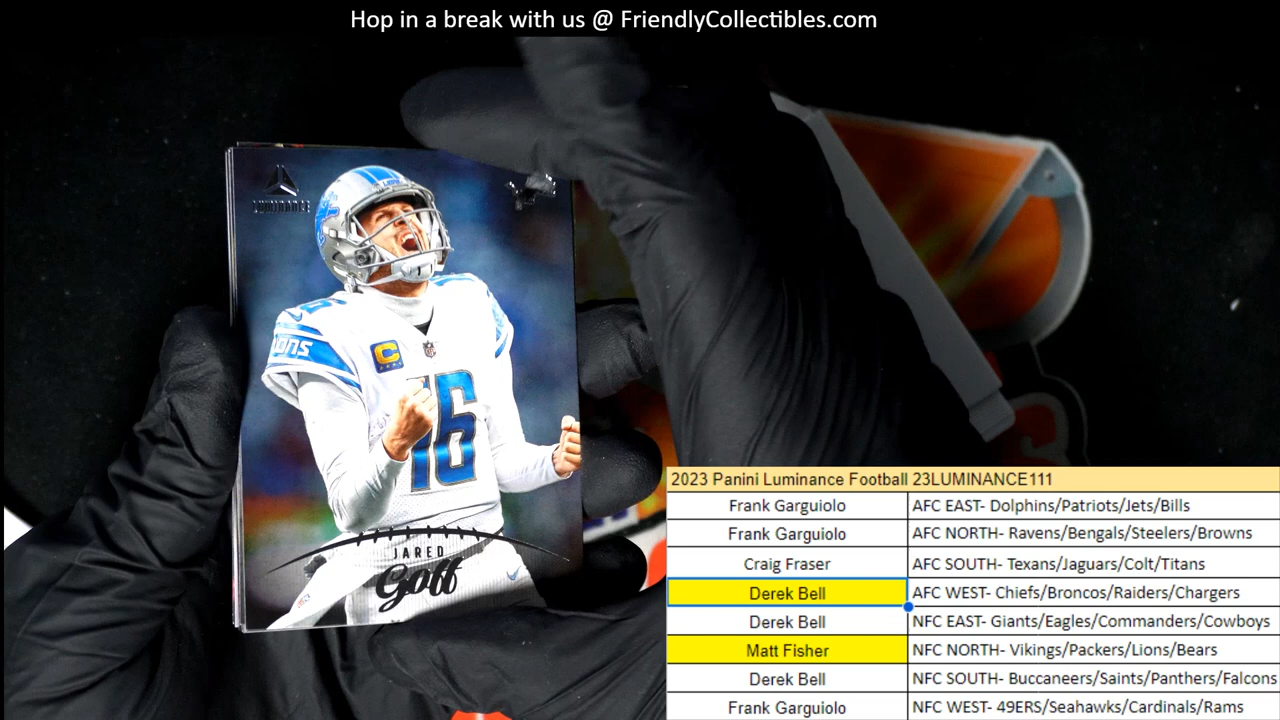 Hop in a break with us @ FriendlyCollectibles.com
LUMINANCE
LIONS
ions
C
16
16
JARED
Goff
2023 Panini Luminance Football 23LUMINANCE111
Frank Garguiolo AFC EAST- Dolphins/Patriots/Jets/Bills
Frank Garguiolo AFC NORTH- Ravens/Bengals/Steelers/Browns
Craig Fraser AFC SOUTH- Texans/Jaguars/Colt/Titans
Derek Bell AFC WEST- Chiefs/Broncos/Raiders/Chargers
Derek Bell NFC EAST- Giants/Eagles/Commanders/Cowboys
Matt Fisher NFC NORTH- Vikings/Packers/Lions/Bears
Derek Bell NFC SOUTH- Buccaneers/Saints/Panthers/Falcons
Frank Garguiolo NFC WEST- 49ERS/Seahawks/Cardinals/Rams